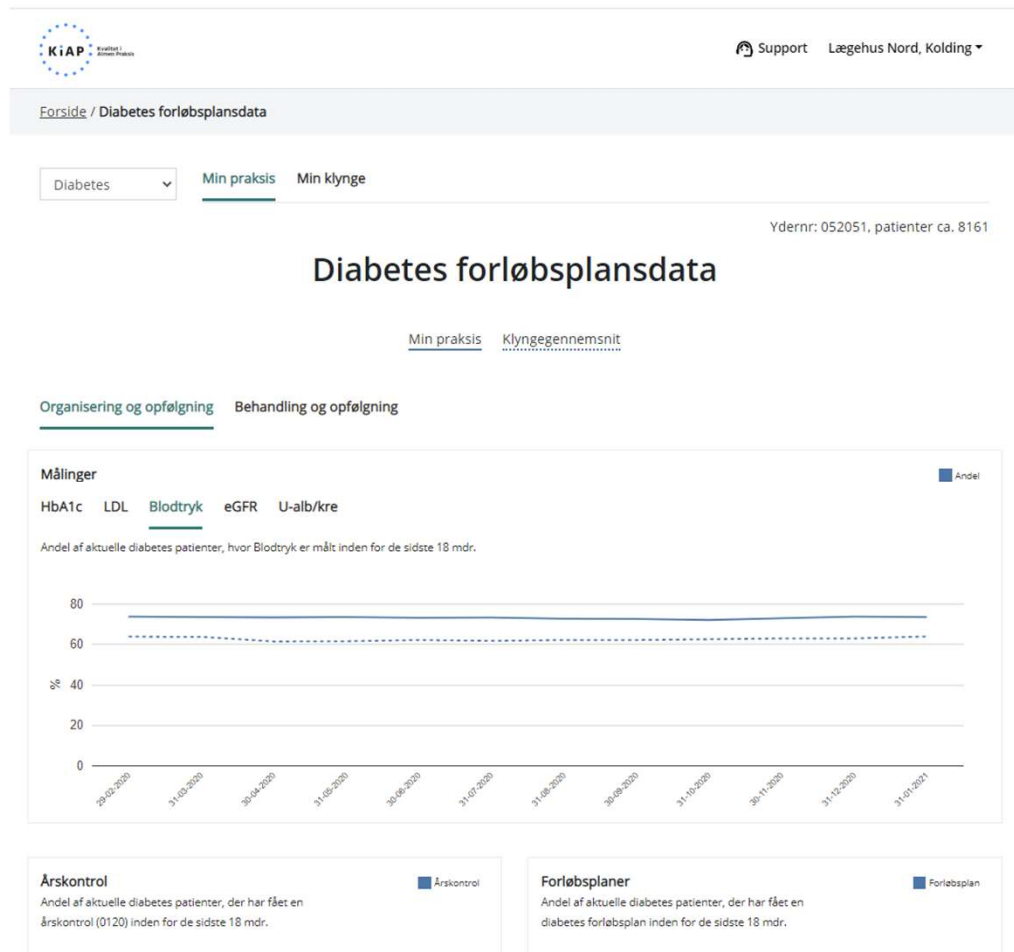 KiAP Kvalitet i
Almen Praksis
Support Lægehus Nord, Kolding
Forside / Diabetes forløbsplansdata
Diabetes Min praksis Min klynge
Ydernr: 052051, patienter ca. 8161
Diabetes forløbsplansdata
Min praksis Klyngegennemsnit
Organisering og opfølgning Behandling og opfølgning
Målinger
Andel
HbA1c LDL Blodtryk eGFR U-alb/kre
Andel af aktuelle diabetes patienter, hvor Blodtryk er målt inden for de sidste 18 mdr.
80
60
% 40
20
0
29-02-2020 31-03-2020 30-04-2020 31-05-2020 30-06-2020 31-07-2020 31-08-2020 30-09-2020 31-10-2020 30-11-2020 31-12-2020 31-01-2021
Årskontrol
Årskontrol
Andel af aktuelle diabetes patienter, der har fået en
årskontrol (0120) inden for de sidste 18 mdr.
Forløbsplaner
Forløbsplan
Andel af aktuelle diabetes patienter, der har fået en
diabetes forløbsplan inden for de sidste 18 mdr.